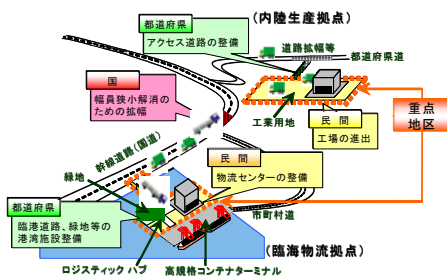 都道府県
アクセス道路の整備
(内陸生産拠点)
道路拡幅等
都道府県道
国
幅員狭小解消の
ための拡幅
工業用地
民間
工場の進出
重点
地区
幹線道路(国道)
民間
物流センターの整備
緑地
都道府県
臨港道路、緑地等の
港湾施設整備
市町村道
(臨海物流拠点)
ロジスティック ハブ
高規格コンテナターミナル